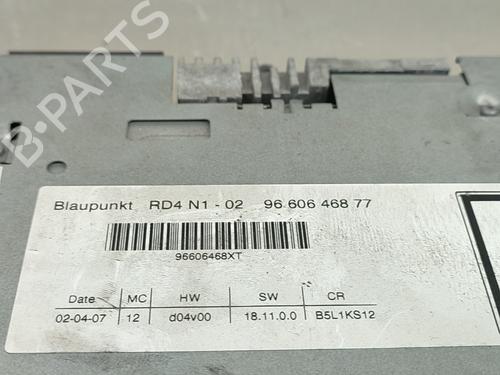 Blaupunkt RD4 N1 - 02 96 606 468 77
96606468XT
Date MC HW SW CR
02-04-07 12 d04v00 18.11.0.0 B5L1KS12
B-PARTS